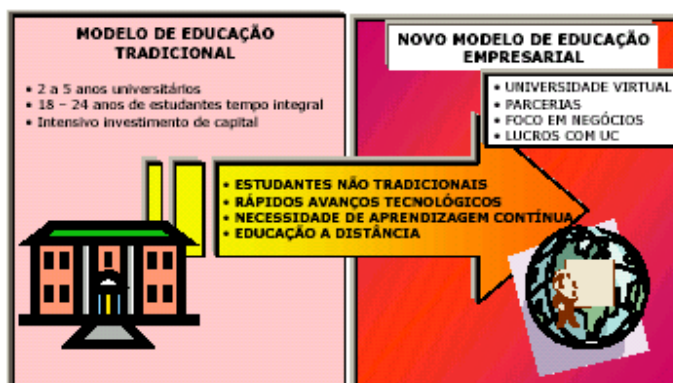 MODELO DE EDUCAÇÃO
TRADICIONAL
• 2 a 5 anos universitários
• 18 – 24 anos de estudantes tempo integral
• Intensivo investimento de capital
NOVO MODELO DE EDUCAÇÃO
EMPRESARIAL
• UNIVERSIDADE VIRTUAL
• PARCERIAS
• FOCO EM NEGÓCIOS
• LUCROS COM UC
• ESTUDANTES NÃO TRADICIONAIS
• RÁPIDOS AVANÇOS TECNOLÓGICOS
• NECESSIDADE DE APRENDIZAGEM CONTÍNUA
• EDUCAÇÃO A DISTÂNCIA